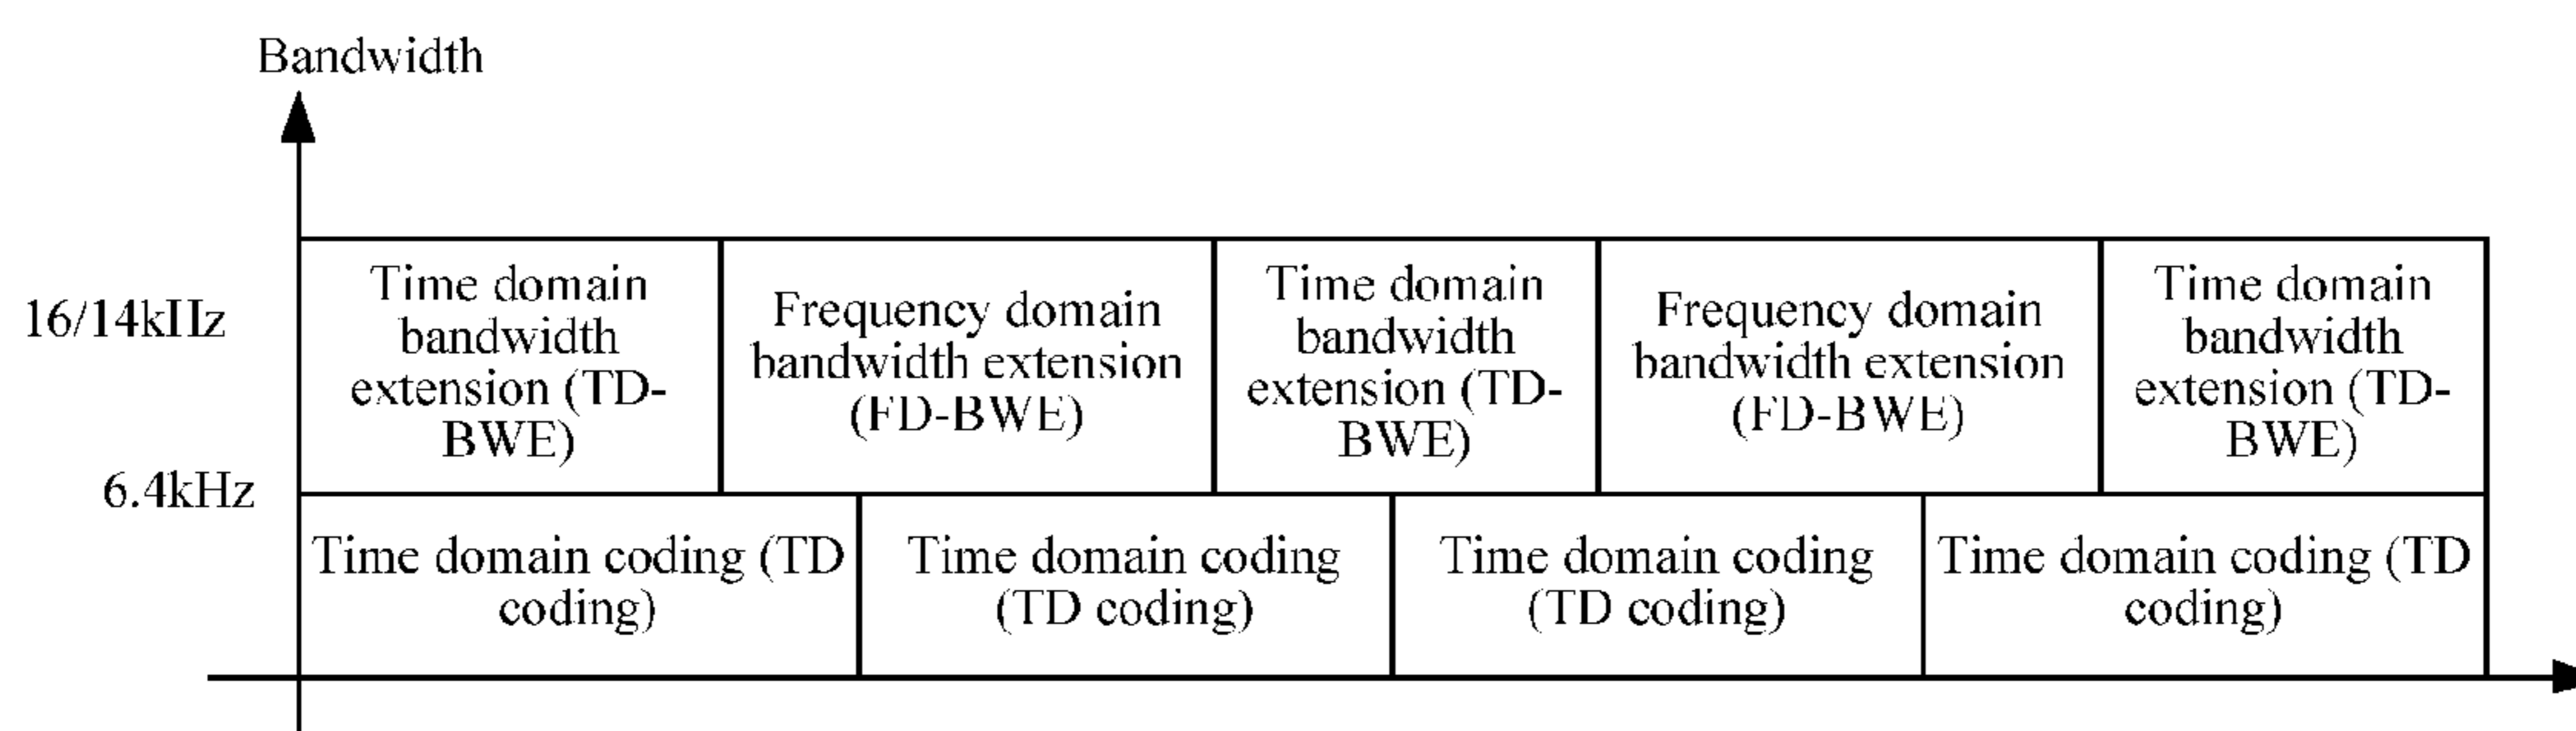 Bandwidth
16/14kHz
Time domain
bandwidth
extension (TD-
BWE)
Frequency domain
bandwidth extension
(FD-BWE)
Time domain
bandwidth
extension (TD-
BWE)
Frequency domain
bandwidth extension
(FD-BWE)
Time domain
bandwidth
extension (TD-
BWE)
6.4kHz
Time domain coding (TD
coding)
Time domain coding
(TD coding)
Time domain coding
(TD coding)
Time domain coding (TD
coding)